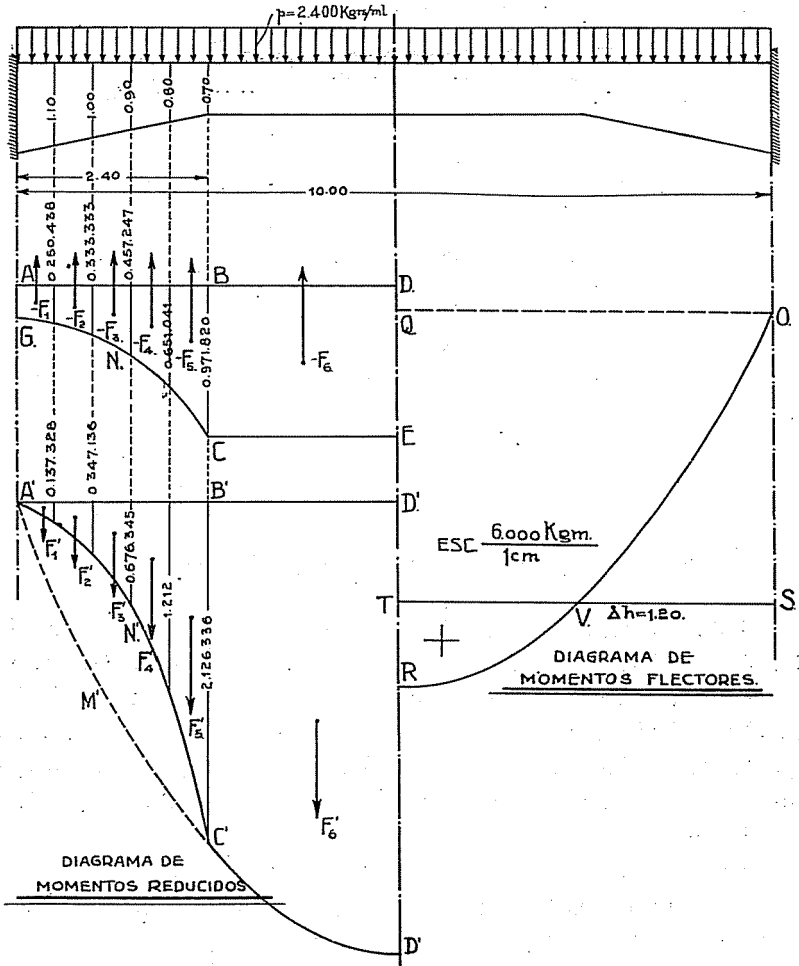 p=2.400 Kgrs/ml
1.10
1.00
0.90
0.80
0.70
2.40
10.00
0 260.438
0.333.333
0.457.247
0.651.041
0.971.820
A
B
D.
-F1
-F2
-F3
-F4
-F5
-F6
G.
N.
C
E
Q
O.
0.137.328
0 347.136
0.676.345
1.212
2,126.336
A'
B'
D'
F'1
F'2
F'3
F'4
F'5
F'6
N'.
M'
C'
D'
ESC 6.000 Kgm.
1cm
T
V.
Δh=1.20.
S.
R
DIAGRAMA DE
MOMENTOS FLECTORES.
DIAGRAMA DE
MOMENTOS REDUCIDOS